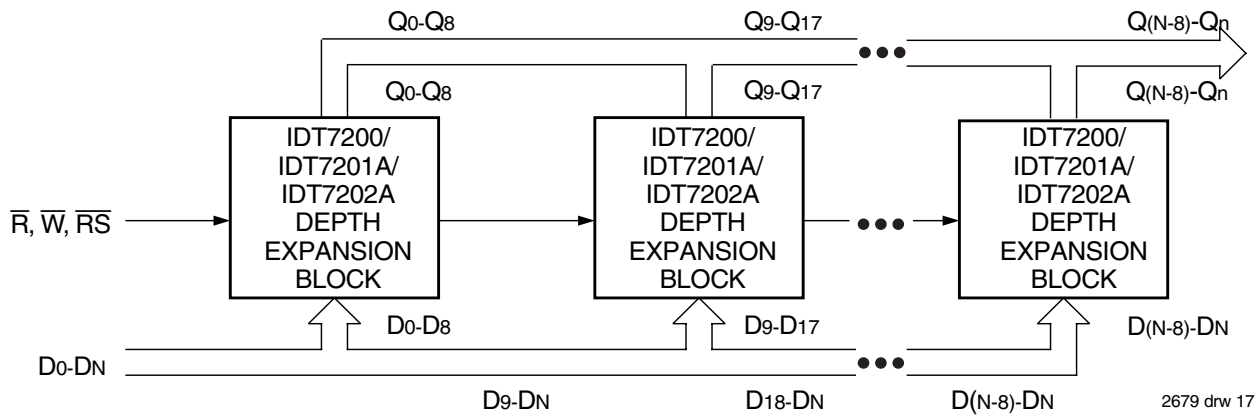 Q0-Q8 Q9-Q17 Q(N-8)-Qn
Q0-Q8 Q9-Q17 Q(N-8)-Qn
IDT7200/
IDT7201A/
IDT7202A
DEPTH
EXPANSION
BLOCK
IDT7200/
IDT7201A/
IDT7202A
DEPTH
EXPANSION
BLOCK
IDT7200/
IDT7201A/
IDT7202A
DEPTH
EXPANSION
BLOCK
R̅, W̅, R̅S̅
D0-D8 D9-D17 D(N-8)-DN
D0-DN
D9-DN D18-DN D(N-8)-DN
2679 drw 17